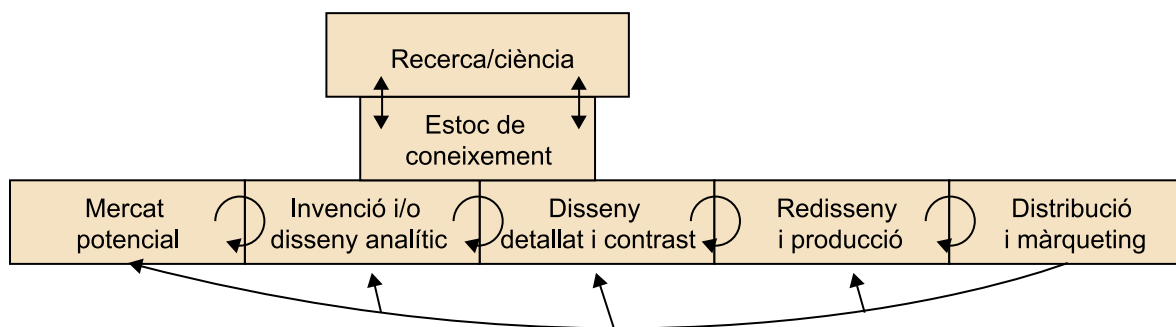 Recerca/ciència
Estoc de
coneixement
Mercat
potencial
Invenció i/o
disseny analític
Disseny
detallat i contrast
Redisseny
i producció
Distribució
i màrqueting